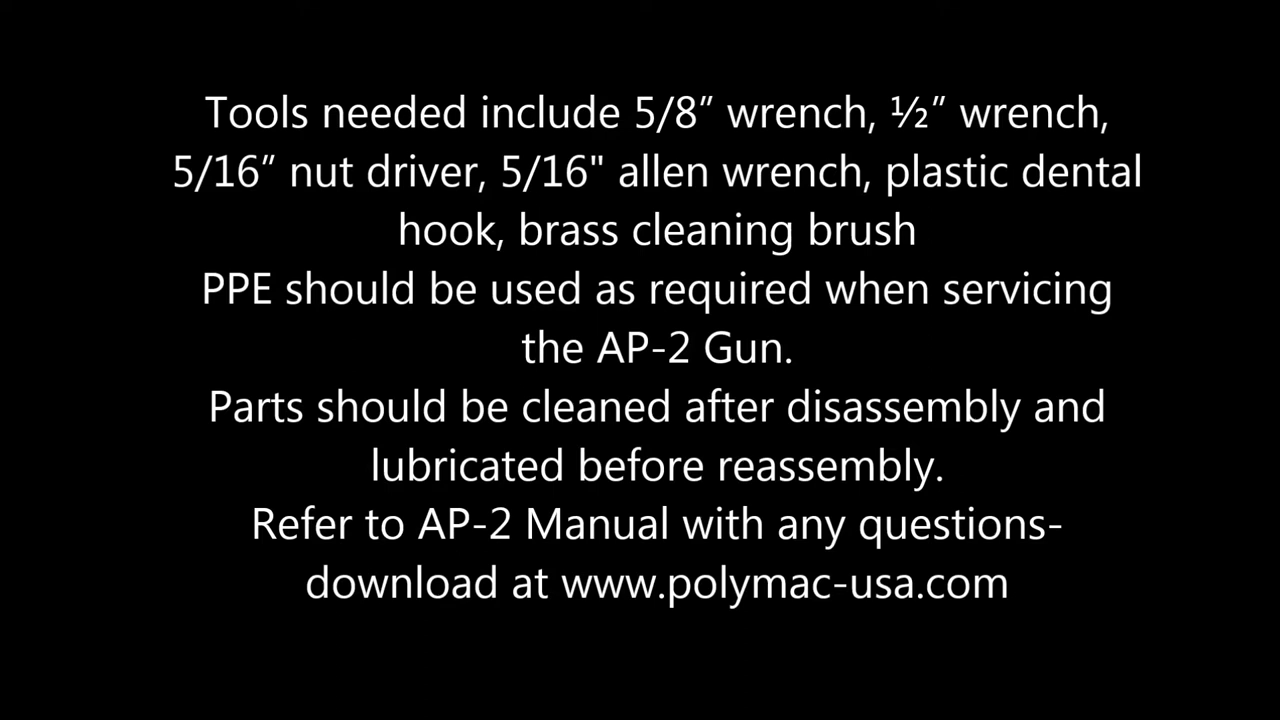 Tools needed include 5/8” wrench, ½” wrench,
5/16” nut driver, 5/16" allen wrench, plastic dental
hook, brass cleaning brush
PPE should be used as required when servicing
the AP-2 Gun.
Parts should be cleaned after disassembly and
lubricated before reassembly.
Refer to AP-2 Manual with any questions-
download at www.polymac-usa.com